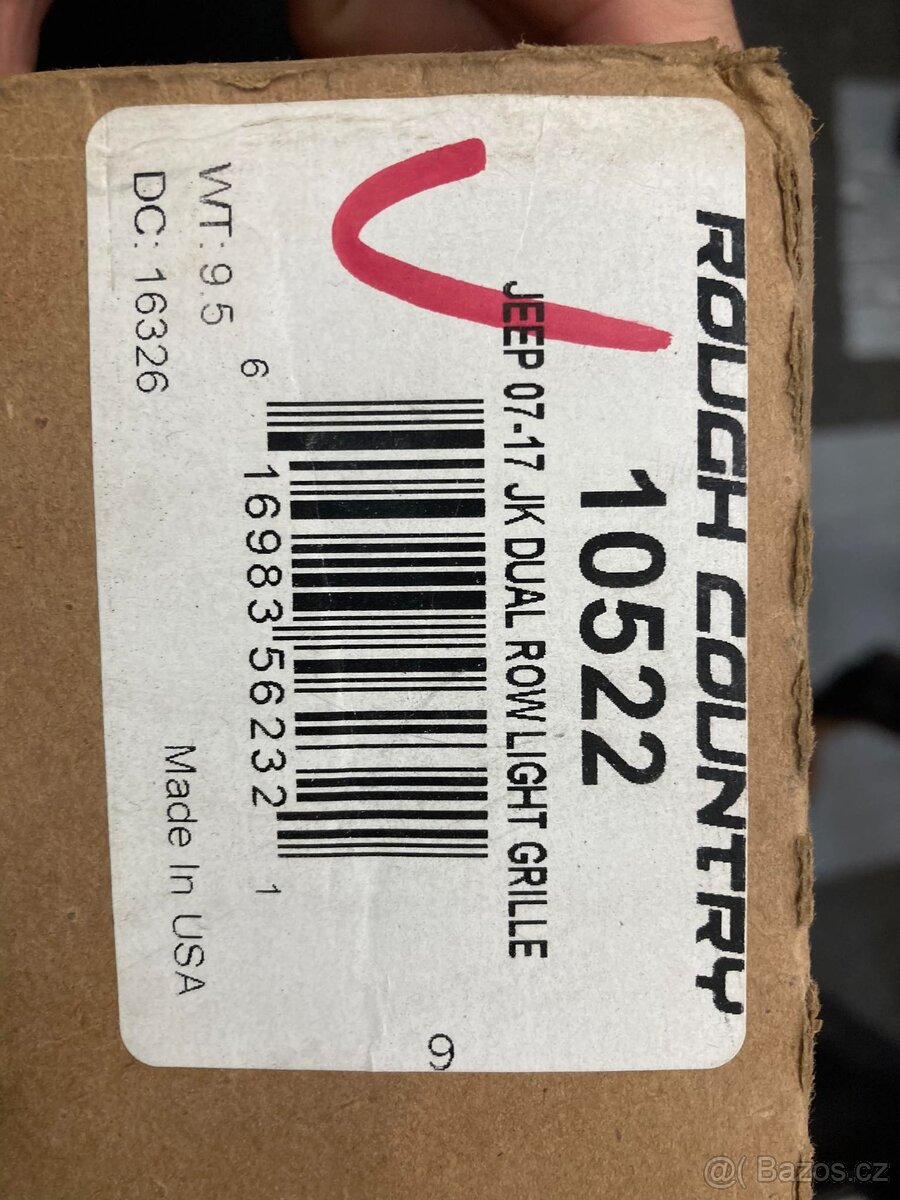 ROUGH COUNTRY
10522
JEEP 07-17 JK DUAL ROW LIGHT GRILLE
6 16983 56232 1
WT: 9.5
DC: 16326
Made In USA
9
@( Bazos.cz